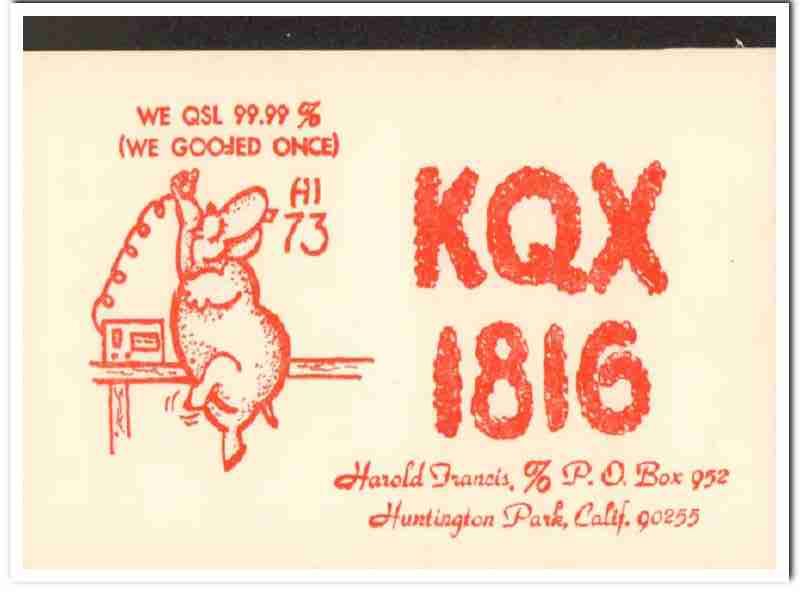 WE QSL 99.99 %
(WE GOOFED ONCE)
HI
73
KQX
1816
Harold Francis, % P. O. Box 952
Huntington Park, Calif. 90255